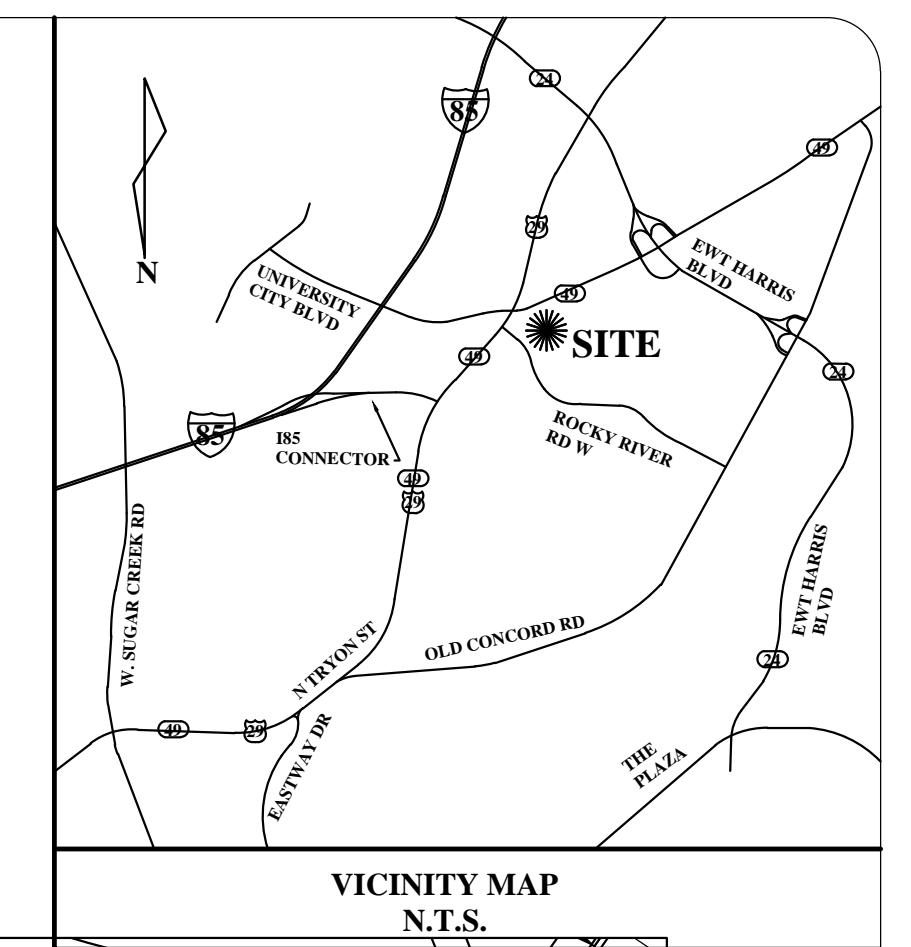 24
85
49
29
N
UNIVERSITY
CITY BLVD
EWT HARRIS
BLVD
49
SITE
49
24
85
I85
CONNECTOR
ROCKY RIVER
RD W
49
29
W. SUGAR CREEK RD
EWT HARRIS
BLVD
N TRYON ST
OLD CONCORD RD
24
49
29
EASTWAY DR
THE
PLAZA
VICINITY MAP
N.T.S.